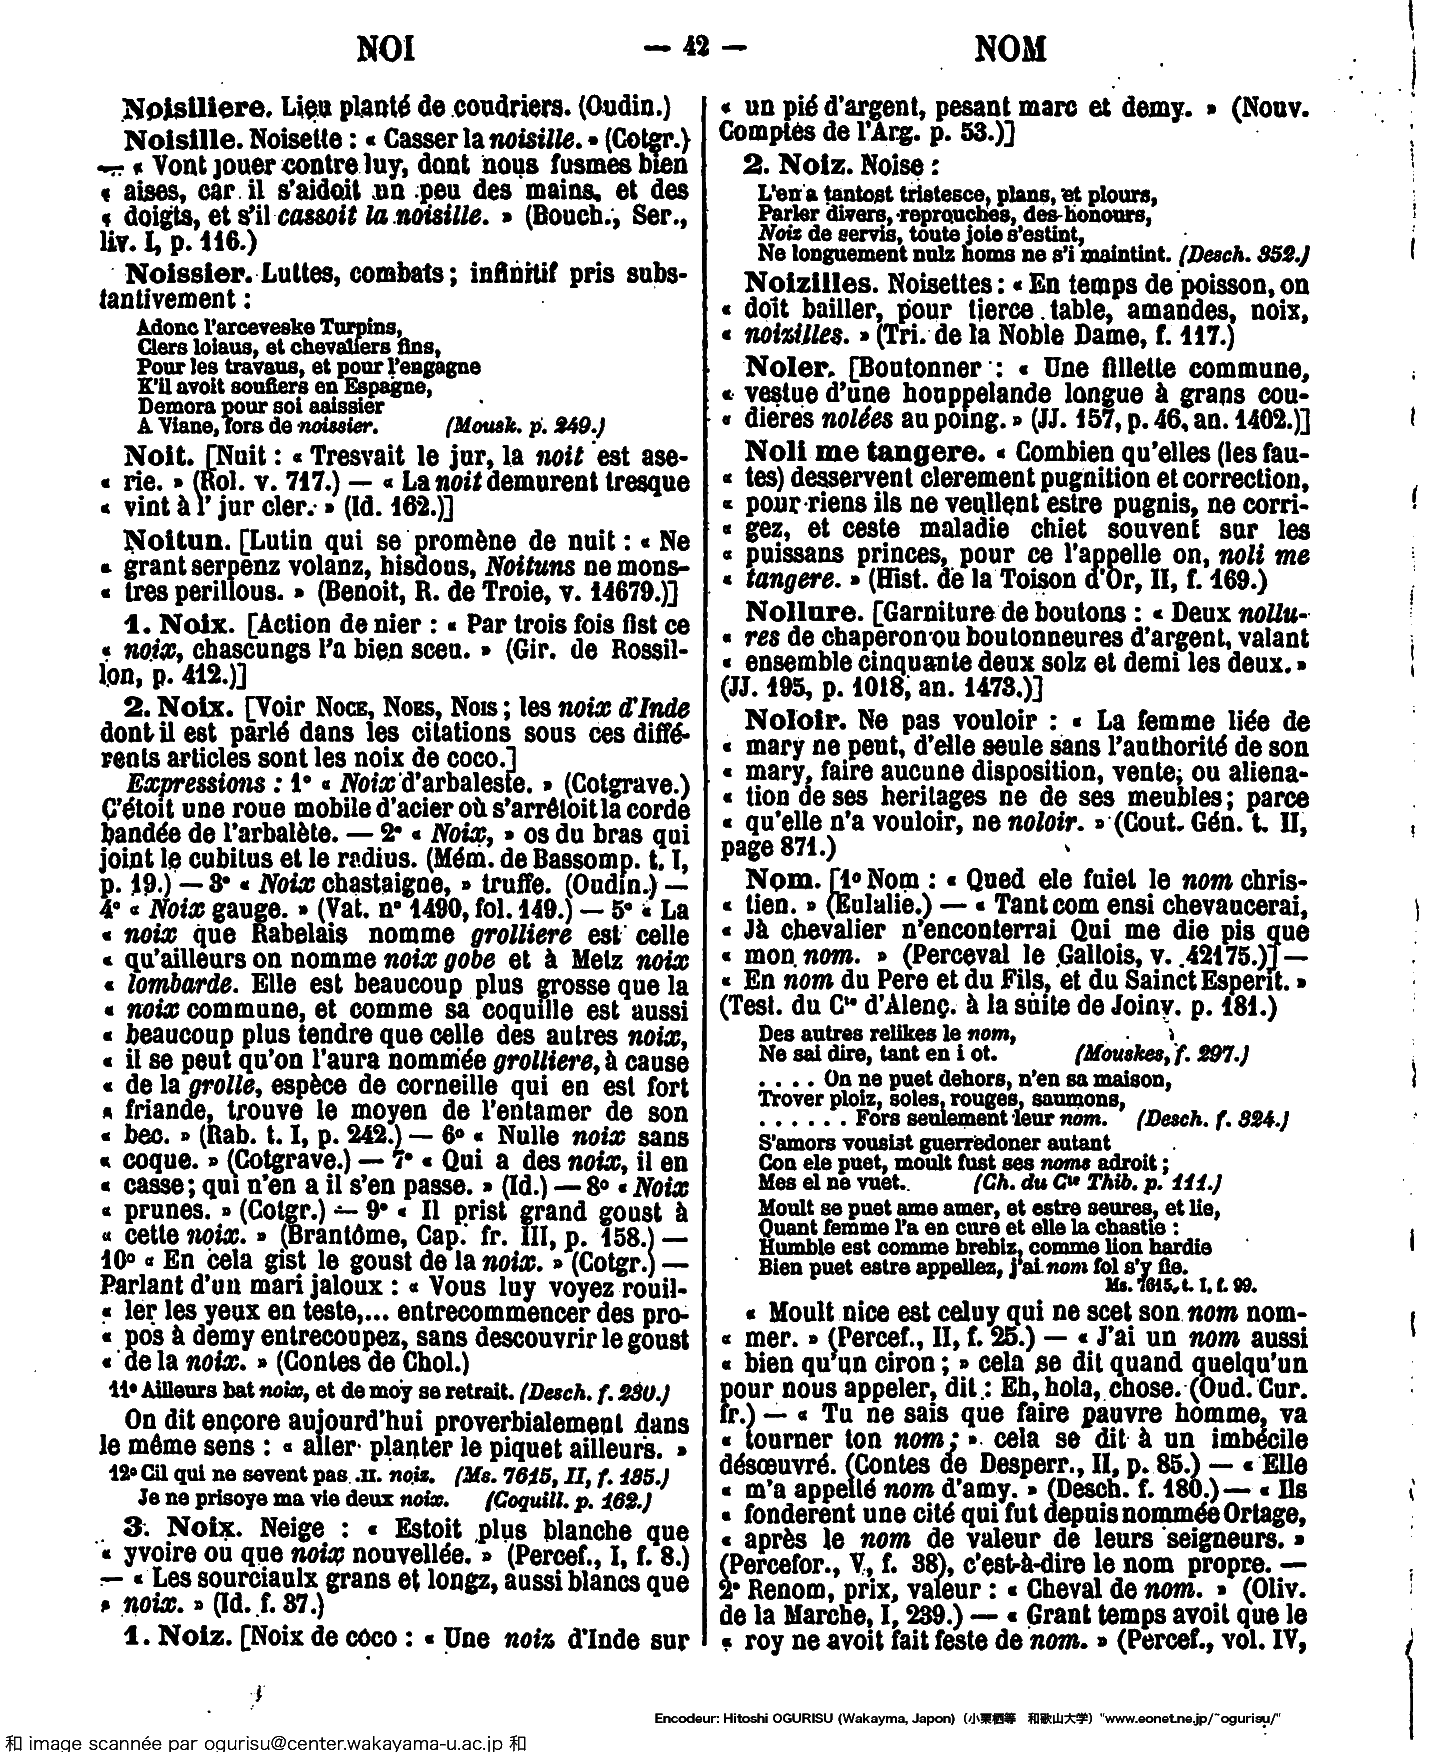 NOI — 42 — NOM
Noisiliere. Lieu planté de coudriers. (Oudin.)
Noisille. Noisette : « Casser la noisille. » (Cotgr.)
— « Vont jouer contre luy, dont nous fusmes bien
« aises, car il s'aidoit un peu des mains, et des
« doigts, et s'il cassoit la noisille. » (Bouch., Ser.,
liv. I, p. 116.)
Noissier. Luttes, combats ; infinitif pris subs-
tantivement :
Adonc l'arceveske Turpins,
Clers loiaus, et chevaliers fins,
Pour les travaus, et pour l'engagne
K'il avoit soufiers en Espagne,
Demora pour soi aaissier
A Viane, fors de noissier. (Mousk. p. 249.)
Noit. [Nuit : « Tresvait le jur, la noit est ase-
« rie. » (Rol. v. 717.) — « La noit demurent tresque
« vint à l' jur cler. » (Id. 162.)]
Noitun. [Lutin qui se promène de nuit : « Ne
« grant serpenz volanz, hisdous, Noituns ne mons-
« tres perillous. » (Benoit, R. de Troie, v. 14679.)]
1. Noix. [Action de nier : « Par trois fois fist ce
« noix, chascungs l'a bien sceu. » (Gir. de Rossil-
lon, p. 412.)]
2. Noix. [Voir Noce, Noes, Nois ; les noix d'Inde
dont il est parlé dans les citations sous ces diffé-
rents articles sont les noix de coco.]
Expressions : 1° « Noix d'arbaleste. » (Cotgrave.)
C'étoit une roue mobile d'acier où s'arrêtoit la corde
bandée de l'arbalète. — 2° « Noix, » os du bras qui
joint le cubitus et le radius. (Mém. de Bassomp. t. I,
p. 19.) — 3° « Noix chastaigne, » truffe. (Oudin.) —
4° « Noix gauge. » (Vat. n° 1490, fol. 149.) — 5° « La
« noix que Rabelais nomme grolliere est celle
« qu'ailleurs on nomme noix gobe et à Metz noix
« lombarde. Elle est beaucoup plus grosse que la
« noix commune, et comme sa coquille est aussi
« beaucoup plus tendre que celle des autres noix,
« il se peut qu'on l'aura nommée grolliere, à cause
« de la grolle, espèce de corneille qui en est fort
« friande, trouve le moyen de l'entamer de son
« bec. » (Rab. t. I, p. 242.) — 6° « Nulle noix sans
« coque. » (Cotgrave.) — 7° « Qui a des noix, il en
« casse ; qui n'en a il s'en passe. » (Id.) — 8° « Noix
« prunes. » (Cotgr.) — 9° « Il prist grand goust à
« cette noix. » (Brantôme, Cap. fr. III, p. 158.) —
10° « En cela gist le goust de la noix. » (Cotgr.) —
Parlant d'un mari jaloux : « Vous luy voyez rouil-
« ler les yeux en teste,... entrecommencer des pro-
« pos à demy entrecoupez, sans descouvrir le goust
« de la noix. » (Contes de Chol.)
11° Ailleurs bat noix, et de moy se retrait. (Desch. f. 230.)
On dit encore aujourd'hui proverbialement dans
le même sens : « aller planter le piquet ailleurs. »
12° Cil qui ne sevent pas .II. noiz. (Ms. 7615, II, f. 185.)
Je ne prisoye ma vie deux noix. (Coquill. p. 162.)
3. Noix. Neige : « Estoit plus blanche que
« yvoire ou que noix nouvellée. » (Percef., I, f. 8.)
— « Les sourciaulx grans et longz, aussi blancs que
« noix. » (Id. f. 37.)
1. Noiz. [Noix de coco : « Une noiz d'Inde sur
« un pié d'argent, pesant marc et demy. » (Nouv.
Comptes de l'Arg. p. 53.)]
2. Noiz. Noise :
L'en a tantost tristesce, plans, et plours,
Parler divers, reprouches, des-honours,
Noiz de servis, toute joie s'estint,
Ne longuement nulz homs ne s'i maintint. (Desch. 352.)
Noizilles. Noisettes : « En temps de poisson, on
« doit bailler, pour tierce table, amandes, noix,
« noizilles. » (Tri. de la Noble Dame, f. 117.)
Noler. [Boutonner : « Une fillette commune,
« vestue d'une houppelande longue à grans cou-
« dieres nolées au poing. » (JJ. 157, p. 46, an. 1402.)]
Noli me tangere. « Combien qu'elles (les fau-
« tes) desservent clerement pugnition et correction,
« pour riens ils ne veullent estre pugnis, ne corri-
« gez, et ceste maladie chiet souvent sur les
« puissans princes, pour ce l'appelle on, noli me
« tangere. » (Hist. de la Toison d'Or, II, f. 169.)
Nollure. [Garniture de boutons : « Deux nollu-
« res de chaperon ou boutonneures d'argent, valant
« ensemble cinquante deux solz et demi les deux. »
(JJ. 195, p. 1018, an. 1473.)]
Noloir. Ne pas vouloir : « La femme liée de
« mary ne peut, d'elle seule sans l'authorité de son
« mary, faire aucune disposition, vente, ou aliena-
« tion de ses heritages ne de ses meubles ; parce
« qu'elle n'a vouloir, ne noloir. » (Cout. Gén. t. II,
page 871.)
Nom. [1° Nom : « Qued ele fuiet le nom chris-
« tien. » (Eulalie.) — « Tant com ensi chevaucerai,
« Jà chevalier n'enconterrai Qui me die pis que
« mon nom. » (Perceval le Gallois, v. 42175.)] —
« En nom du Pere et du Fils, et du Sainct Esperit. »
(Test. du Cte d'Alenç. à la suite de Joinv. p. 181.)
Des autres relikes le nom,
Ne sai dire, tant en i ot. (Mouskes, f. 297.)
.... On ne puet dehors, n'en sa maison,
Trover ploiz, soles, rouges, saumons,
...... Fors seulement leur nom. (Desch. f. 324.)
S'amors vousist guerredoner autant
Con ele puet, moult fust ses noms adroit ;
Mes el ne vuet. (Ch. du Cte Thib. p. 111.)
Moult se puet ame amer, et estre seures, et lie,
Quant femme l'a en cure et elle la chastie :
Humble est comme brebiz, comme lion hardie
Bien puet estre appellez, j'ai nom fol s'y fie.
Ms. 7615, t. I, f. 99.
« Moult nice est celuy qui ne scet son nom nom-
« mer. » (Percef., II, f. 25.) — « J'ai un nom aussi
« bien qu'un ciron ; » cela se dit quand quelqu'un
pour nous appeler, dit : Eh, hola, chose. (Oud. Cur.
fr.) — « Tu ne sais que faire pauvre homme, va
« tourner ton nom ; » cela se dit à un imbécile
désœuvré. (Contes de Desperr., II, p. 85.) — « Elle
« m'a appellé nom d'amy. » (Desch. f. 180.) — « Ils
« fonderent une cité qui fut depuis nommée Ortage,
« après le nom de valeur de leurs seigneurs. »
(Percefor., V, f. 38), c'est-à-dire le nom propre. —
2° Renom, prix, valeur : « Cheval de nom. » (Oliv.
de la Marche, I, 239.) — « Grant temps avoit que le
« roy ne avoit fait feste de nom. » (Percef., vol. IV,
Encodeur: Hitoshi OGURISU (Wakayma, Japon) (小栗栖等 和歌山大学) "www.eonet.ne.jp/~ogurisu/"
和 image scannée par ogurisu@center.wakayama-u.ac.jp 和